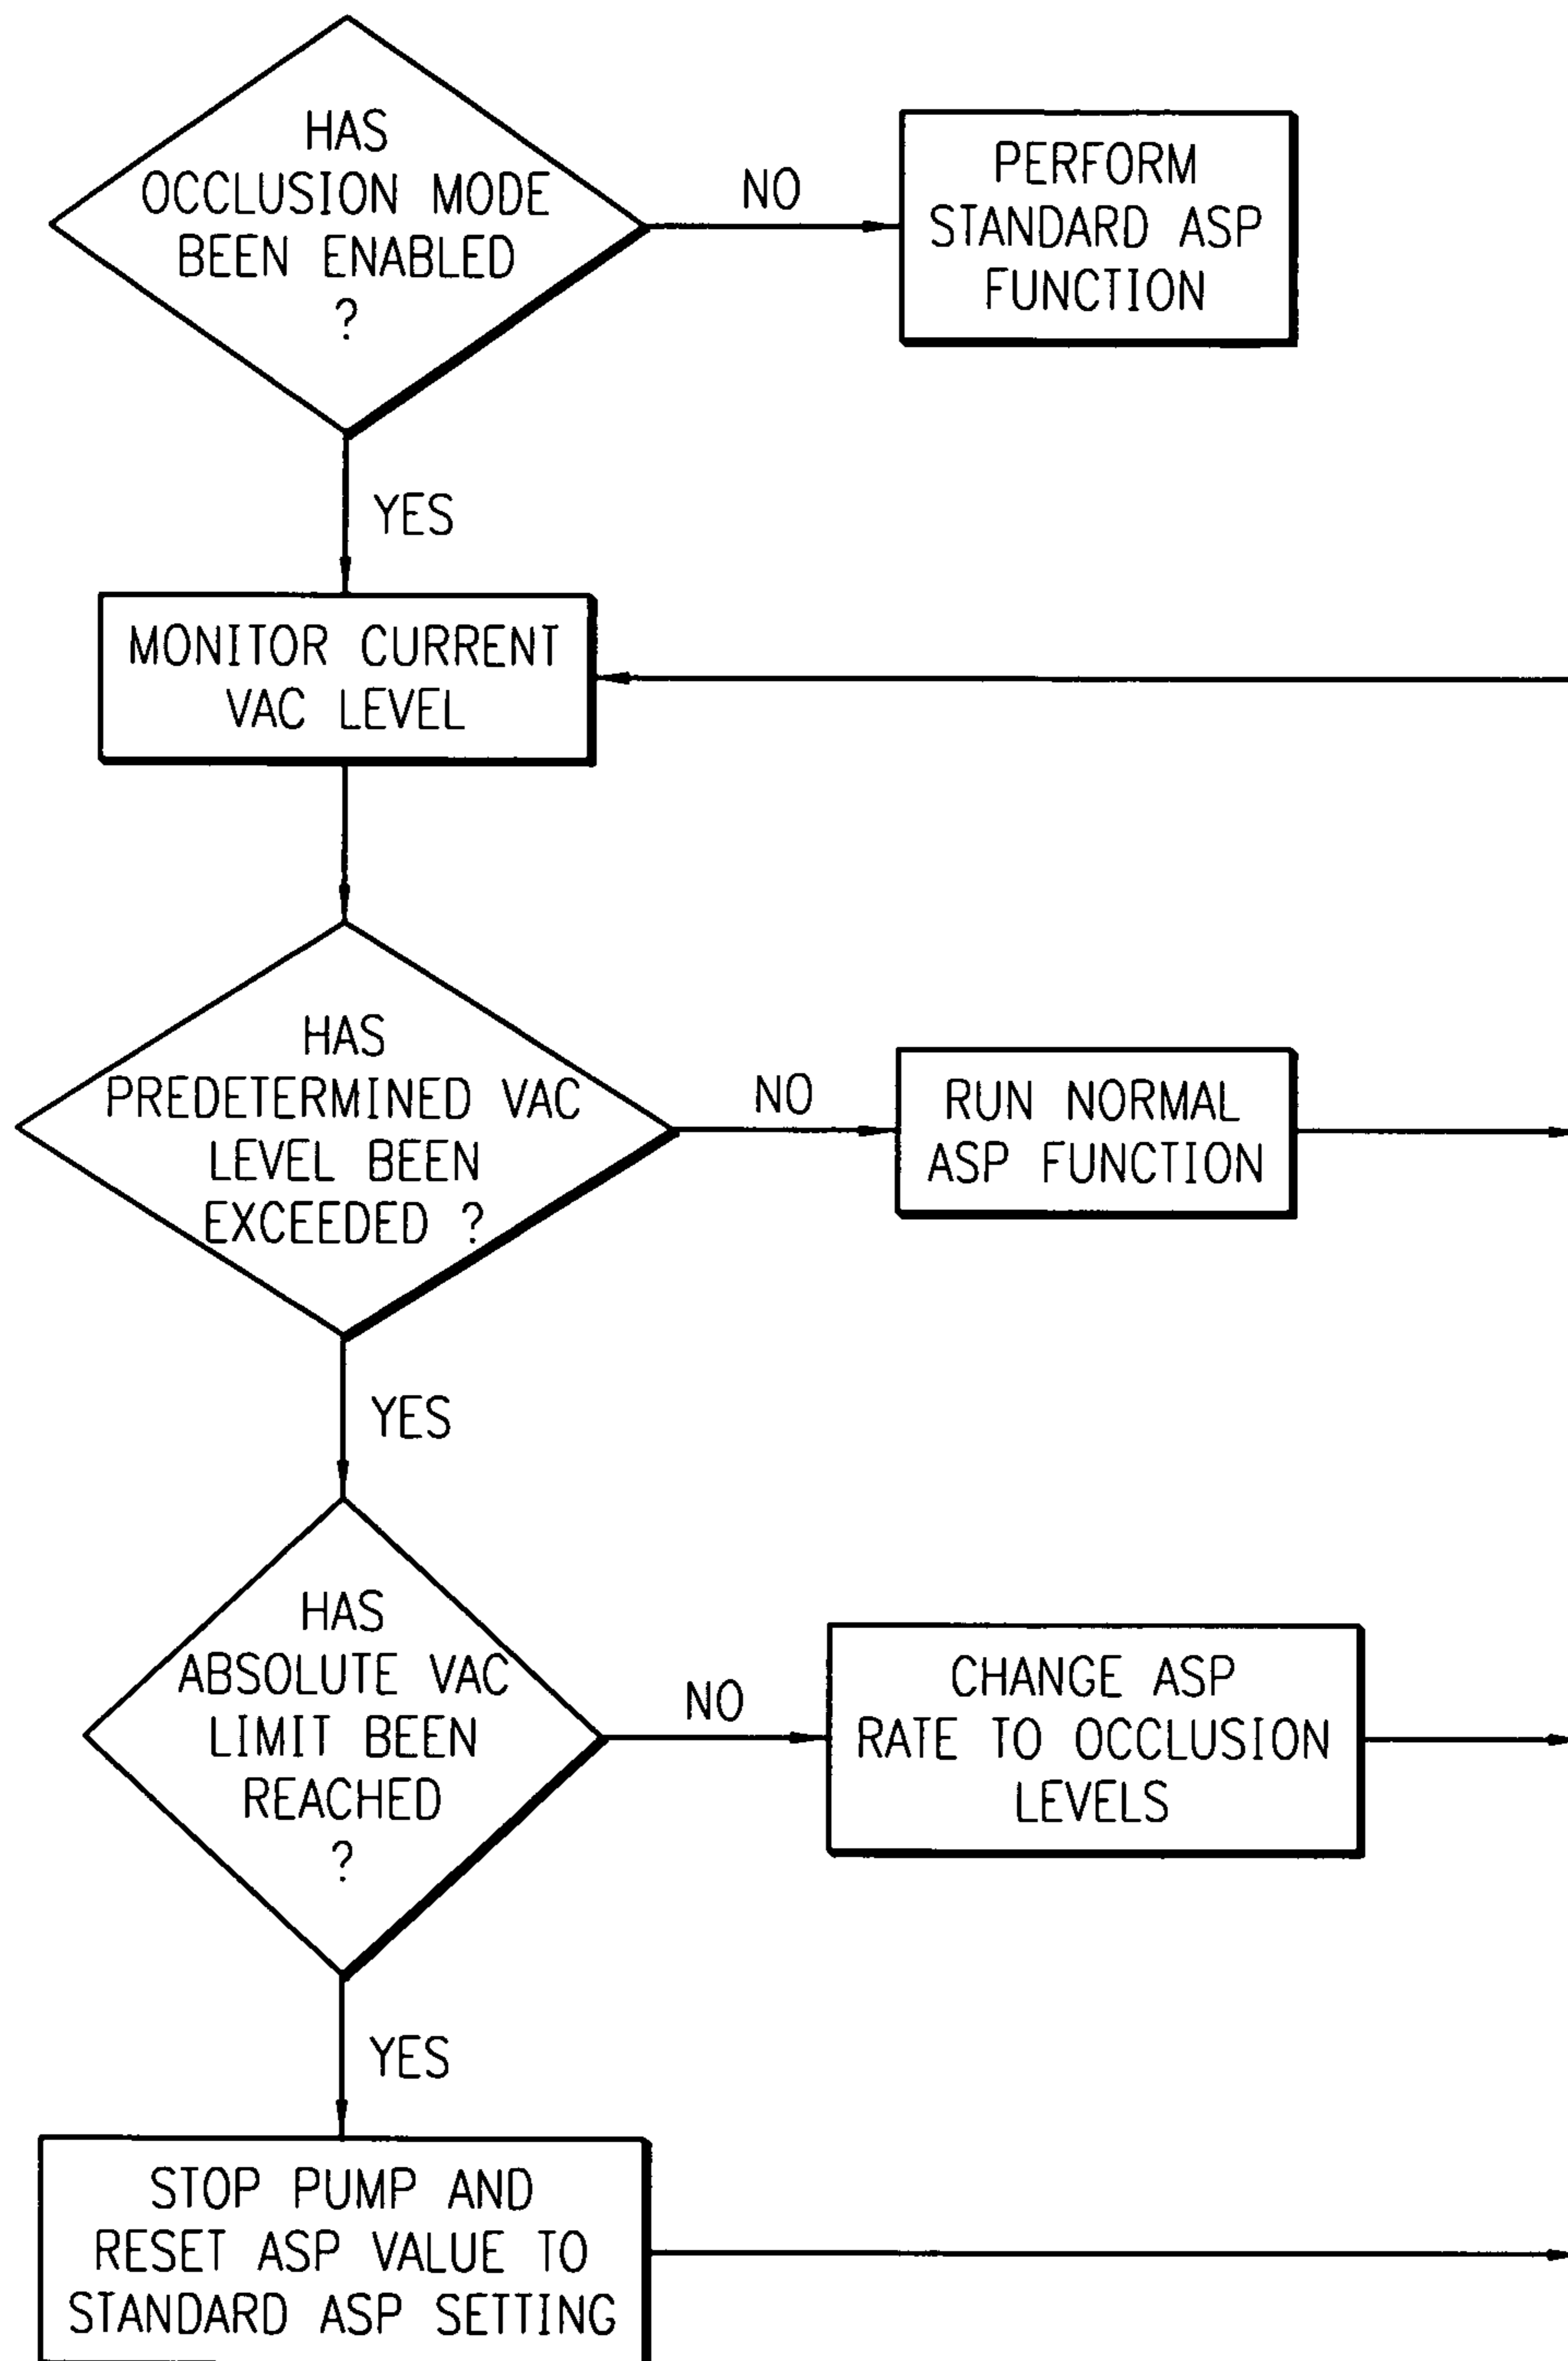 HAS
OCCLUSION MODE
BEEN ENABLED
?
NO
PERFORM
STANDARD ASP
FUNCTION
YES
MONITOR CURRENT
VAC LEVEL
HAS
PREDETERMINED VAC
LEVEL BEEN
EXCEEDED ?
NO
RUN NORMAL
ASP FUNCTION
YES
HAS
ABSOLUTE VAC
LIMIT BEEN
REACHED
?
NO
CHANGE ASP
RATE TO OCCLUSION
LEVELS
YES
STOP PUMP AND
RESET ASP VALUE TO
STANDARD ASP SETTING